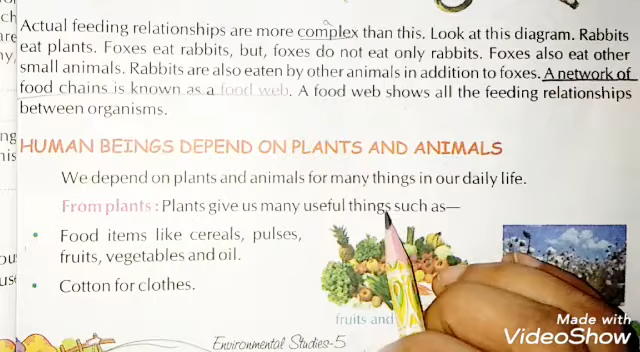 Actual feeding relationships are more complex than this. Look at this diagram. Rabbits
eat plants. Foxes eat rabbits, but, foxes do not eat only rabbits. Foxes also eat other
small animals. Rabbits are also eaten by other animals in addition to foxes. A network of
food chains is known as a food web. A food web shows all the feeding relationships
between organisms.
HUMAN BEINGS DEPEND ON PLANTS AND ANIMALS
We depend on plants and animals for many things in our daily life.
From plants : Plants give us many useful things such as—
• Food items like cereals, pulses,
fruits, vegetables and oil.
• Cotton for clothes.
fruits and
Environmental Studies-5
Made with
VideoShow